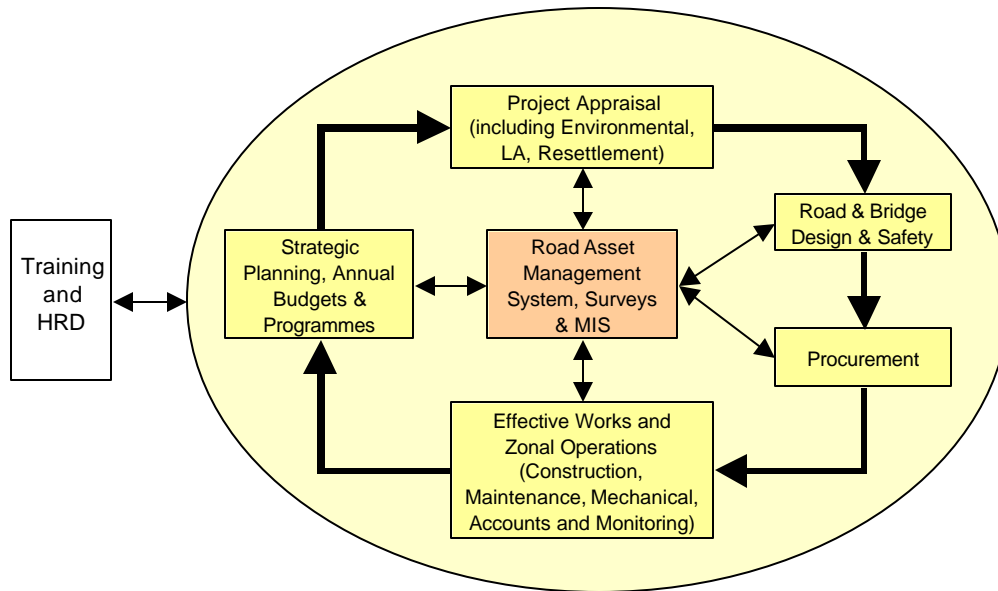 Project Appraisal
(including Environmental,
LA, Resettlement)
Training
and
HRD
Strategic
Planning, Annual
Budgets &
Programmes
Road Asset
Management
System, Surveys
& MIS
Road & Bridge
Design & Safety
Procurement
Effective Works and
Zonal Operations
(Construction,
Maintenance, Mechanical,
Accounts and Monitoring)